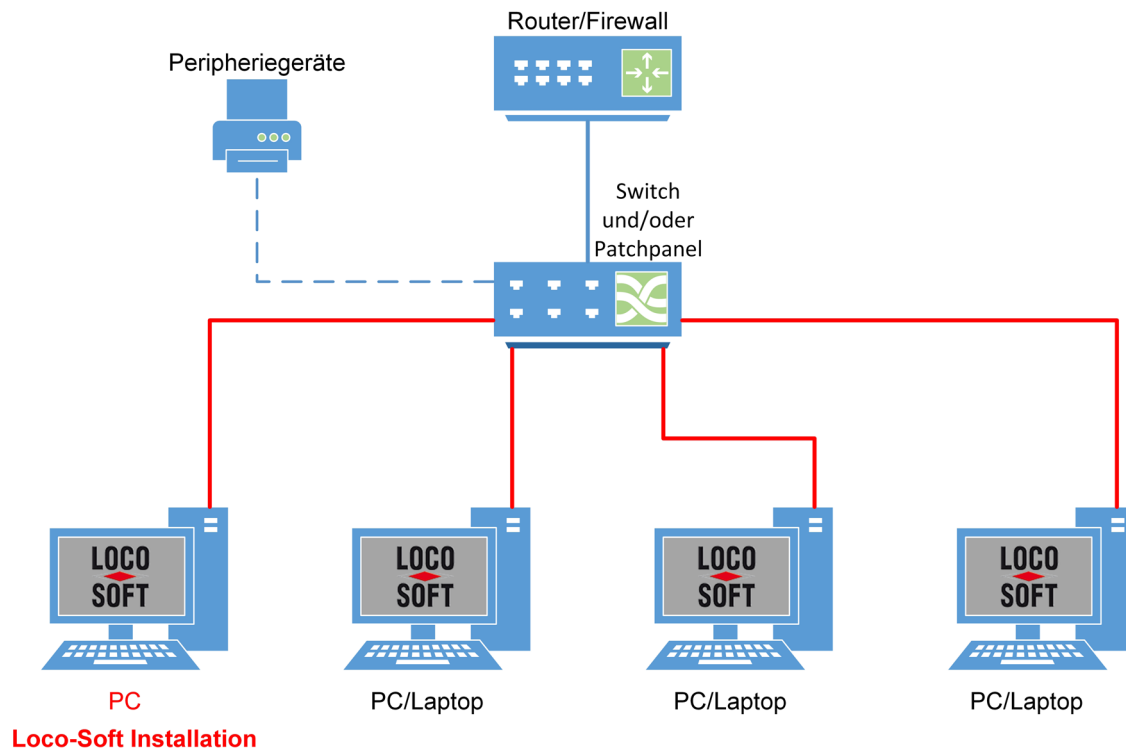 Router/Firewall
Peripheriegeräte
Switch
und/oder
Patchpanel
LOCO
SOFT
LOCO
SOFT
LOCO
SOFT
LOCO
SOFT
PC
PC/Laptop
PC/Laptop
PC/Laptop
Loco-Soft Installation